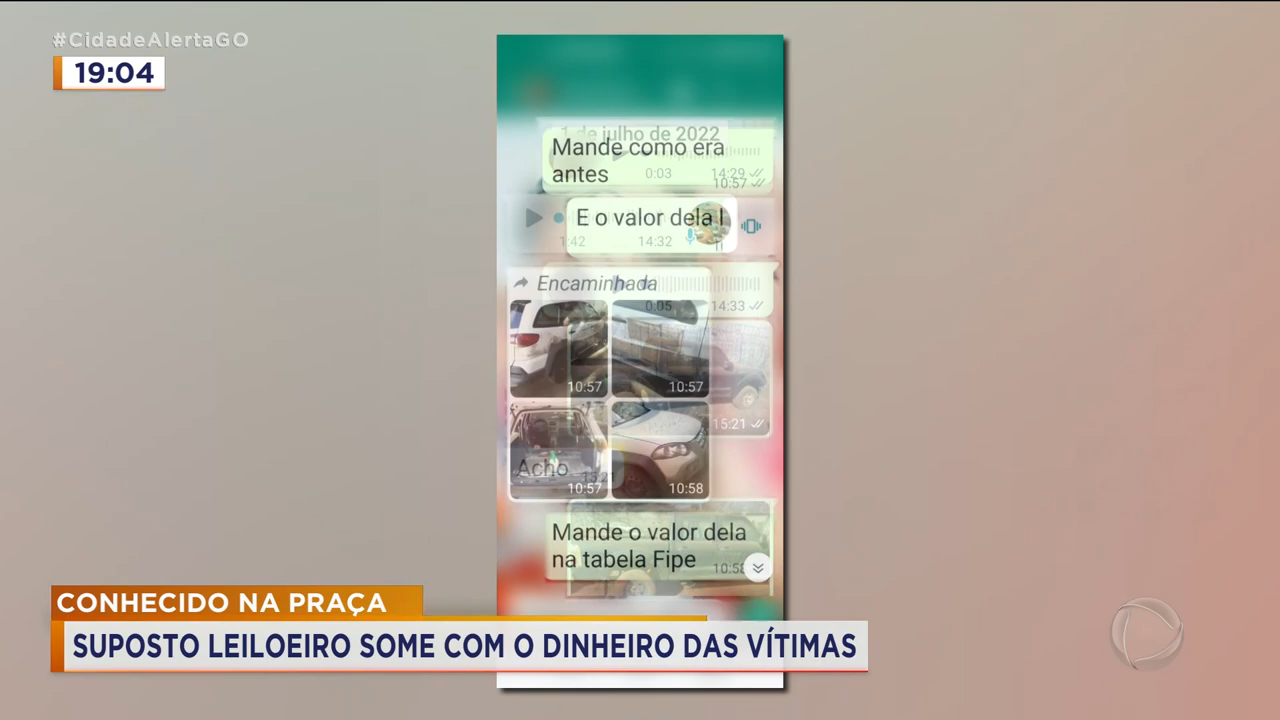 #CidadeAlertaGO
19:04
1 de julho de 2022
Mande como era
antes
0:03
14:29
10:57
E o valor dela
1:42
14:32
Encaminhada
0:05
14:33
10:57
10:57
15:21
Acho
10:57
10:58
Mande o valor dela
na tabela Fipe
10:58
CONHECIDO NA PRAÇA
SUPOSTO LEILOEIRO SOME COM O DINHEIRO DAS VÍTIMAS